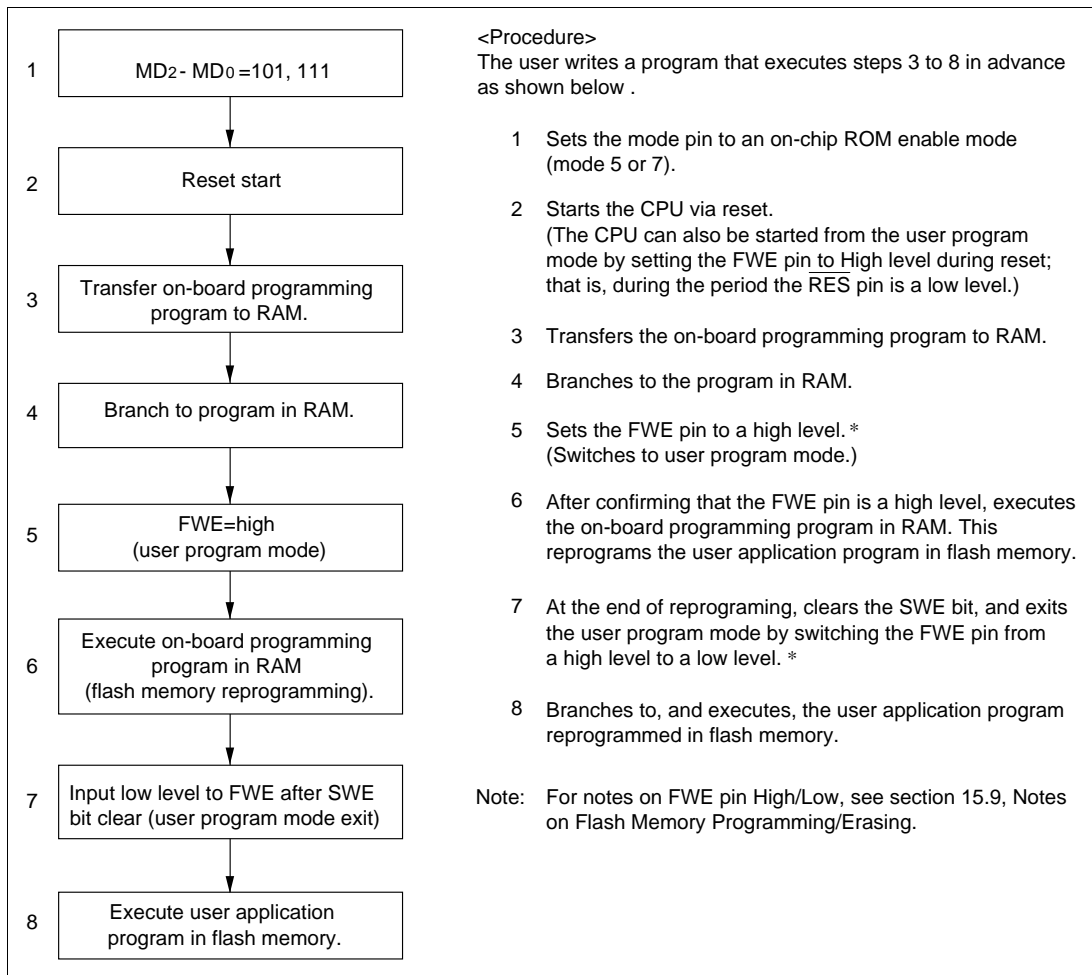 1
MD2 - MD0 =101, 111
2
Reset start
3
Transfer on-board programming
program to RAM.
4
Branch to program in RAM.
5
FWE=high
(user program mode)
6
Execute on-board programming
program in RAM
(flash memory reprogramming).
7
Input low level to FWE after SWE
bit clear (user program mode exit)
8
Execute user application
program in flash memory.
<Procedure>
The user writes a program that executes steps 3 to 8 in advance
as shown below .
1 Sets the mode pin to an on-chip ROM enable mode
(mode 5 or 7).
2 Starts the CPU via reset.
(The CPU can also be started from the user program
mode by setting the FWE pin to High level during reset;
that is, during the period the RES pin is a low level.)
3 Transfers the on-board programming program to RAM.
4 Branches to the program in RAM.
5 Sets the FWE pin to a high level. *
(Switches to user program mode.)
6 After confirming that the FWE pin is a high level, executes
the on-board programming program in RAM. This
reprograms the user application program in flash memory.
7 At the end of reprograming, clears the SWE bit, and exits
the user program mode by switching the FWE pin from
a high level to a low level. *
8 Branches to, and executes, the user application program
reprogrammed in flash memory.
Note: For notes on FWE pin High/Low, see section 15.9, Notes
on Flash Memory Programming/Erasing.